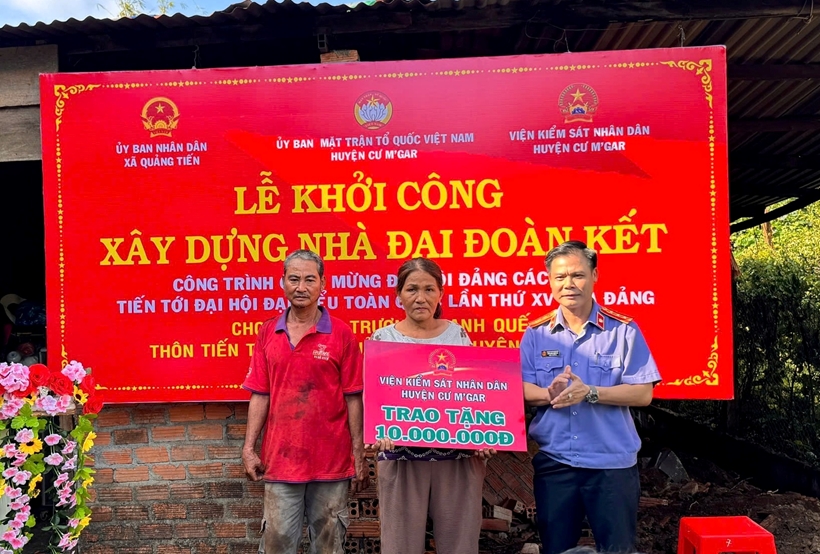 ỦY BAN NHÂN DÂN
XÃ QUẢNG TIẾN
ỦY BAN MẶT TRẬN TỔ QUỐC VIỆT NAM
HUYỆN CƯ M'GAR
VIỆN KIỂM SÁT NHÂN DÂN
HUYỆN CƯ M'GAR
LỄ KHỞI CÔNG
XÂY DỰNG NHÀ ĐẠI ĐOÀN KẾT
CÔNG TRÌNH MỪNG ĐẢNG CÁC
TIẾN TỚI ĐẠI HỘI TOÀN LẦN THỨ ĐẢNG
THÔN TIẾN
VIỆN KIỂM SÁT NHÂN DÂN
HUYỆN CƯ M'GAR
TRAO TẶNG
10.000.000Đ